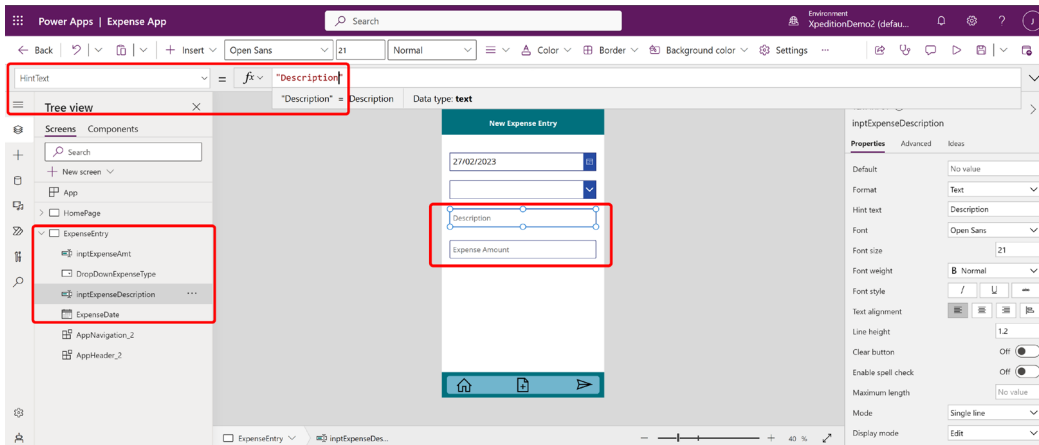 Power Apps | Expense App
Search
Environment
XpeditionDemo2 (defau...
?
J
Back
Insert
Open Sans
21
Normal
Color
Border
Background color
Settings
...
HintText
= fx "Description"
"Description" = Description Data type: text
Tree view
Screens Components
Search
New screen
App
HomePage
ExpenseEntry
inptExpenseAmt
DropDownExpenseType
inptExpenseDescription ...
ExpenseDate
AppNavigation_2
AppHeader_2
New Expense Entry
27/02/2023
Description
Expense Amount
ExpenseEntry
inptExpenseDes...
40 %
inptExpenseDescription
Properties Advanced Ideas
Default No value
Format Text
Hint text Description
Font Open Sans
Font size 21
Font weight B Normal
Font style / U
Text alignment
Line height 1.2
Clear button Off
Enable spell check Off
Maximum length No value
Mode Single line
Display mode Edit